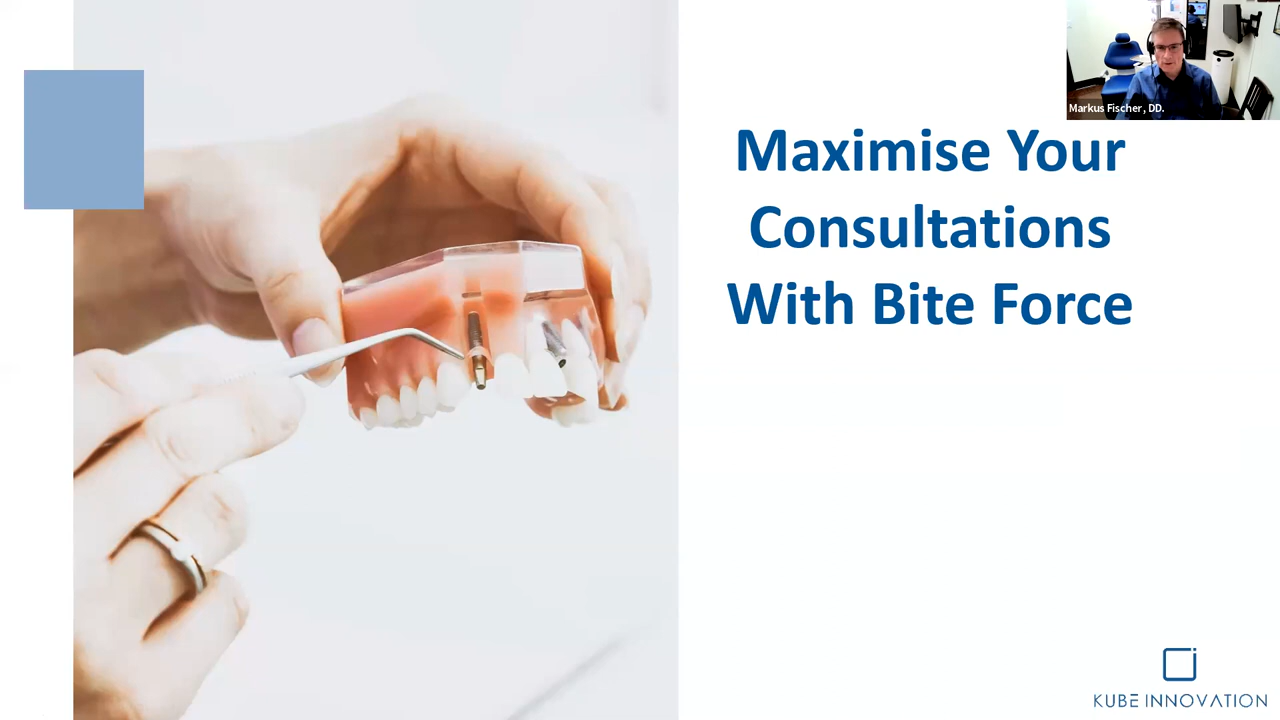 Markus Fischer, DD.
Maximise Your
Consultations
With Bite Force
KUBE INNOVATION